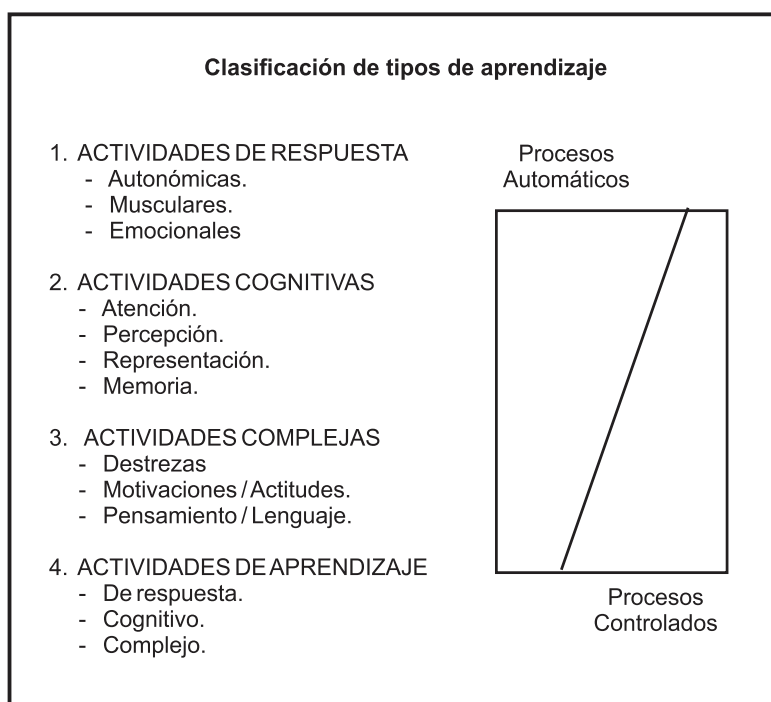 Clasificación de tipos de aprendizaje
1. ACTIVIDADES DE RESPUESTA
- Autonómicas.
- Musculares.
- Emocionales
2. ACTIVIDADES COGNITIVAS
- Atención.
- Percepción.
- Representación.
- Memoria.
3. ACTIVIDADES COMPLEJAS
- Destrezas
- Motivaciones / Actitudes.
- Pensamiento / Lenguaje.
4. ACTIVIDADES DE APRENDIZAJE
- De respuesta.
- Cognitivo.
- Complejo.
Procesos
Automáticos
Procesos
Controlados